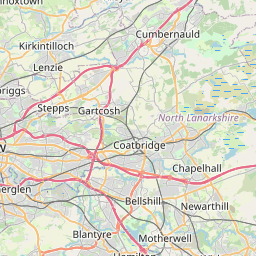 Cumbernauld
Kirkintilloch
Lenzie
Stepps
Gartcosh
North Lanarkshire
Coatbridge
Chapelhall
Bellshill
Newarthill
Blantyre
Motherwell